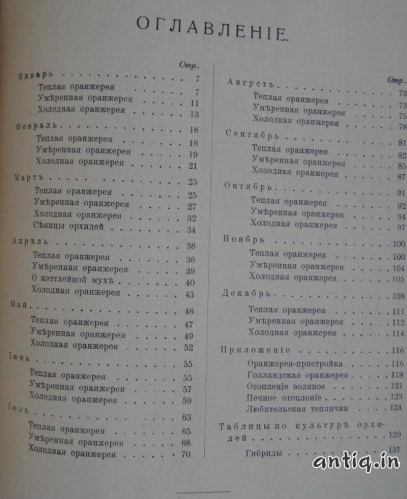 ОГЛАВЛЕНІЕ.
Стр.
Январь 7
Теплая оранжерея 7
Умѣренная оранжерея 11
Холодная оранжерея 13
Февраль 16
Теплая оранжерея 16
Умѣренная оранжерея 19
Холодная оранжерея 21
Мартъ 25
Теплая оранжерея 25
Умѣренная оранжерея 27
Холодная оранжерея 32
Сѣянцы орхидей 34
Апрѣль 36
Теплая оранжерея 36
Умѣренная оранжерея 39
О кэттлейной мухѣ 40
Холодная оранжерея 43
Май 46
Теплая оранжерея 47
Умѣренная оранжерея 49
Холодная оранжерея 52
Іюнь 55
Теплая оранжерея 55
Умѣренная оранжерея 57
Холодная оранжерея 59
Іюль 63
Теплая оранжерея 65
Умѣренная оранжерея 68
Холодная оранжерея 70
Стр.
Августъ 73
Теплая оранжерея 73
Умѣренная оранжерея 75
Холодная оранжерея 78
Сентябрь 81
Теплая оранжерея 82
Умѣренная оранжерея 85
Холодная оранжерея 87
Октябрь 91
Теплая оранжерея 92
Умѣренная оранжерея 94
Холодная оранжерея 97
Ноябрь 100
Теплая оранжерея 100
Умѣренная оранжерея 104
Холодная оранжерея 105
Декабрь 108
Теплая оранжерея 111
Умѣренная оранжерея 112
Холодная оранжерея 114
Приложеніе 116
Оранжерея-пристройка 116
Голландская оранжерея 118
Отопленіе водяное 121
Печное отопленіе 123
Любительская тепличка 124
Таблицы по культурѣ орхи-
дей 129
Гибриды 157
antiq.in